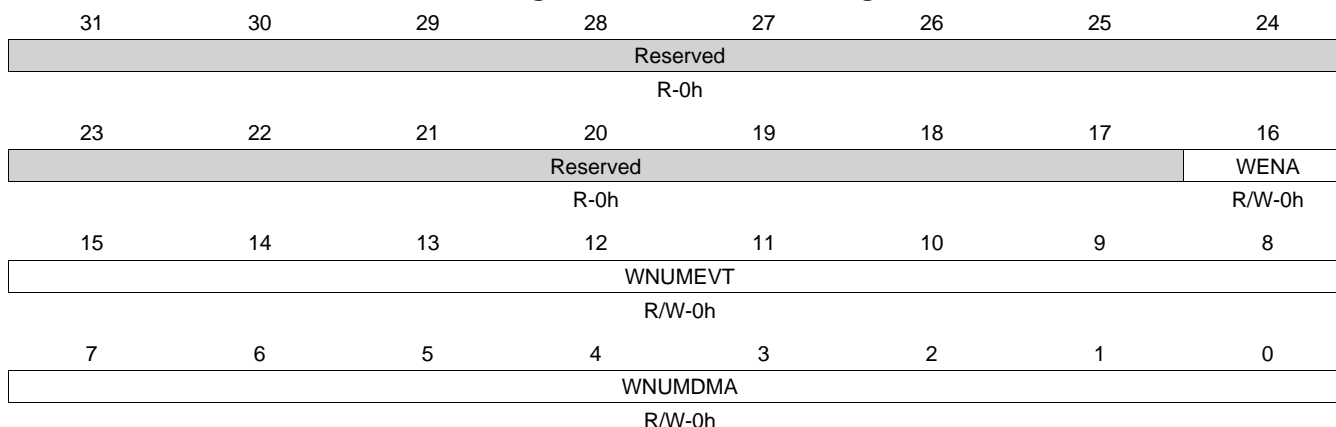 31 30 29 28 27 26 25 24
Reserved
R-0h
23 22 21 20 19 18 17 16
Reserved WENA
R-0h R/W-0h
15 14 13 12 11 10 9 8
WNUMEVT
R/W-0h
7 6 5 4 3 2 1 0
WNUMDMA
R/W-0h